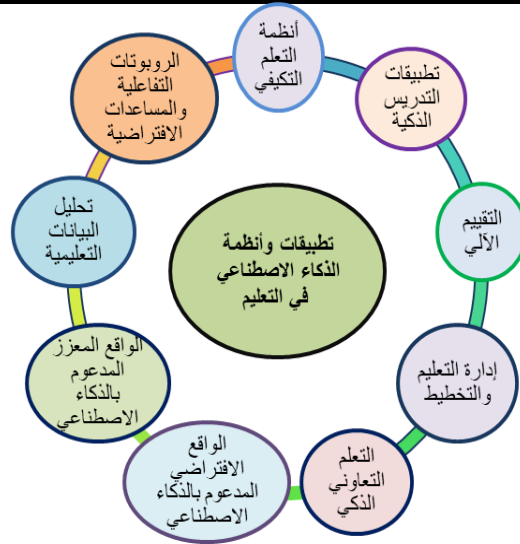 أنظمة
التعلم
التكيفي
تطبيقات
التدريس
الذكية
التقييم
الآلي
إدارة التعليم
والتخطيط
التعلم
التعاوني
الذكي
الواقع
الافتراضي
المدعوم بالذكاء
الاصطناعي
الواقع المعزز
المدعوم
بالذكاء
الاصطناعي
تحليل
البيانات
التعليمية
الروبوتات
التفاعلية
والمساعدات
الافتراضية
تطبيقات وأنظمة
الذكاء الاصطناعي
في التعليم